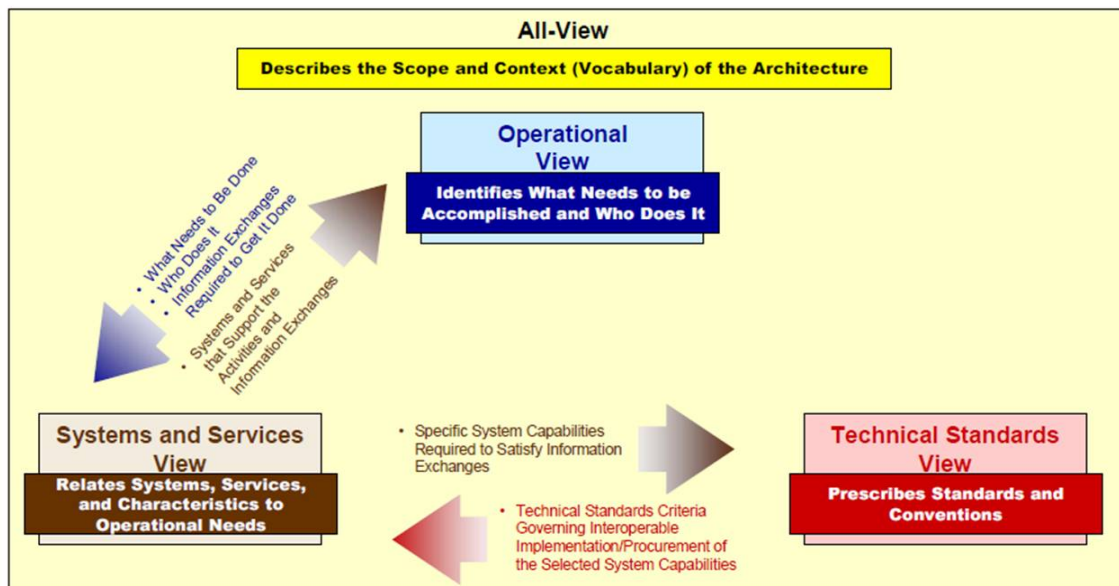 All-View
Describes the Scope and Context (Vocabulary) of the Architecture
Operational
View
Identifies What Needs to be
Accomplished and Who Does It
• What Needs to Be Done
• Who Does It
• Information Exchanges
Required to Get It Done
• Systems and Services
that Support the
Activities and
Information Exchanges
Systems and Services
View
Relates Systems, Services,
and Characteristics to
Operational Needs
• Specific System Capabilities
Required to Satisfy Information
Exchanges
• Technical Standards Criteria
Governing Interoperable
Implementation/Procurement of
the Selected System Capabilities
Technical Standards
View
Prescribes Standards and
Conventions